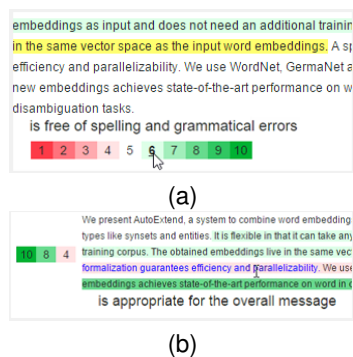 embeddings as input and does not need an additional trainin
in the same vector space as the input word embeddings. A sp
efficiency and parallelizability. We use WordNet, GermaNet a
new embeddings achieves state-of-the-art performance on w
disambiguation tasks.
is free of spelling and grammatical errors
1 2 3 4 5 6 7 8 9 10
(a)
We present AutoExtend, a system to combine word embedding
types like synsets and entities. It is flexible in that it can take any
10 8 4 training corpus. The obtained embeddings live in the same vec
formalization guarantees efficiency and parallelizability. We use
embeddings achieves state-of-the-art performance on word in c
is appropriate for the overall message
(b)